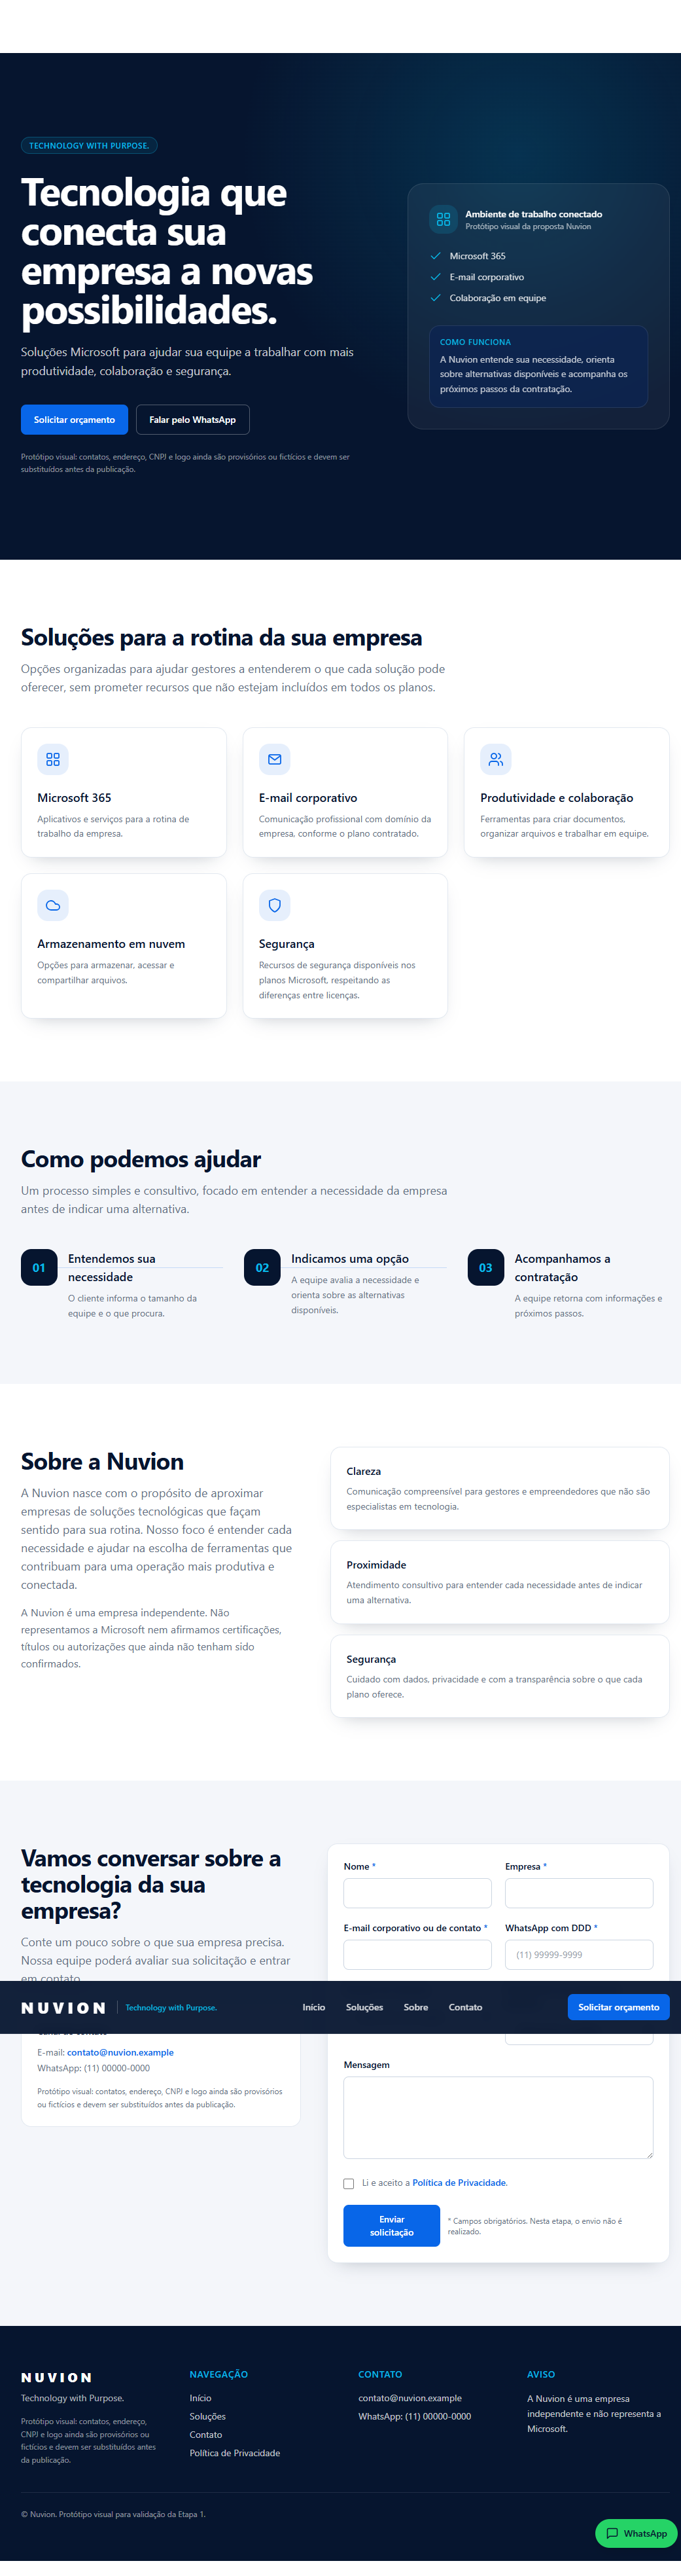 TECHNOLOGY WITH PURPOSE.
Tecnologia que
conecta sua
empresa a novas
possibilidades.
Soluções Microsoft para ajudar sua equipe a trabalhar com mais
produtividade, colaboração e segurança.
Solicitar orçamento
Falar pelo WhatsApp
Protótipo visual: contatos, endereço, CNPJ e logo ainda são provisórios ou fictícios e devem ser
substituídos antes da publicação.
Ambiente de trabalho conectado
Protótipo visual da proposta Nuvion
Microsoft 365
E-mail corporativo
Colaboração em equipe
COMO FUNCIONA
A Nuvion entende sua necessidade, orienta
sobre alternativas disponíveis e acompanha os
próximos passos da contratação.
Soluções para a rotina da sua empresa
Opções organizadas para ajudar gestores a entenderem o que cada solução pode
oferecer, sem prometer recursos que não estejam incluídos em todos os planos.
Microsoft 365
Aplicativos e serviços para a rotina de
trabalho da empresa.
E-mail corporativo
Comunicação profissional com domínio da
empresa, conforme o plano contratado.
Produtividade e colaboração
Ferramentas para criar documentos,
organizar arquivos e trabalhar em equipe.
Armazenamento em nuvem
Opções para armazenar, acessar e
compartilhar arquivos.
Segurança
Recursos de segurança disponíveis nos
planos Microsoft, respeitando as
diferenças entre licenças.
Como podemos ajudar
Um processo simples e consultivo, focado em entender a necessidade da empresa
antes de indicar uma alternativa.
01
Entendemos sua
necessidade
O cliente informa o tamanho da
equipe e o que procura.
02
Indicamos uma opção
A equipe avalia a necessidade e
orienta sobre as alternativas
disponíveis.
03
Acompanhamos a
contratação
A equipe retorna com informações e
próximos passos.
Sobre a Nuvion
A Nuvion nasce com o propósito de aproximar
empresas de soluções tecnológicas que façam
sentido para sua rotina. Nosso foco é entender cada
necessidade e ajudar na escolha de ferramentas que
contribuam para uma operação mais produtiva e
conectada.
A Nuvion é uma empresa independente. Não
representamos a Microsoft nem afirmamos certificações,
títulos ou autorizações que ainda não tenham sido
confirmados.
Clareza
Comunicação compreensível para gestores e empreendedores que não são
especialistas em tecnologia.
Proximidade
Atendimento consultivo para entender cada necessidade antes de indicar
uma alternativa.
Segurança
Cuidado com dados, privacidade e com a transparência sobre o que cada
plano oferece.
Vamos conversar sobre a
tecnologia da sua
empresa?
Conte um pouco sobre o que sua empresa precisa.
Nossa equipe poderá avaliar sua solicitação e entrar
em contato.
Nome *
Empresa *
E-mail corporativo ou de contato *
WhatsApp com DDD *
(11) 99999-9999
NUVION
Technology with Purpose.
Início
Soluções
Sobre
Contato
Solicitar orçamento
E-mail: contato@nuvion.example
WhatsApp: (11) 00000-0000
Protótipo visual: contatos, endereço, CNPJ e logo ainda são provisórios
ou fictícios e devem ser substituídos antes da publicação.
Mensagem
Li e aceito a Política de Privacidade.
Enviar
solicitação
* Campos obrigatórios. Nesta etapa, o envio não é
realizado.
NUVION
Technology with Purpose.
Protótipo visual: contatos, endereço,
CNPJ e logo ainda são provisórios ou
fictícios e devem ser substituídos antes
da publicação.
NAVEGAÇÃO
Início
Soluções
Contato
Política de Privacidade
CONTATO
contato@nuvion.example
WhatsApp: (11) 00000-0000
AVISO
A Nuvion é uma empresa
independente e não representa a
Microsoft.
© Nuvion. Protótipo visual para validação da Etapa 1.
WhatsApp